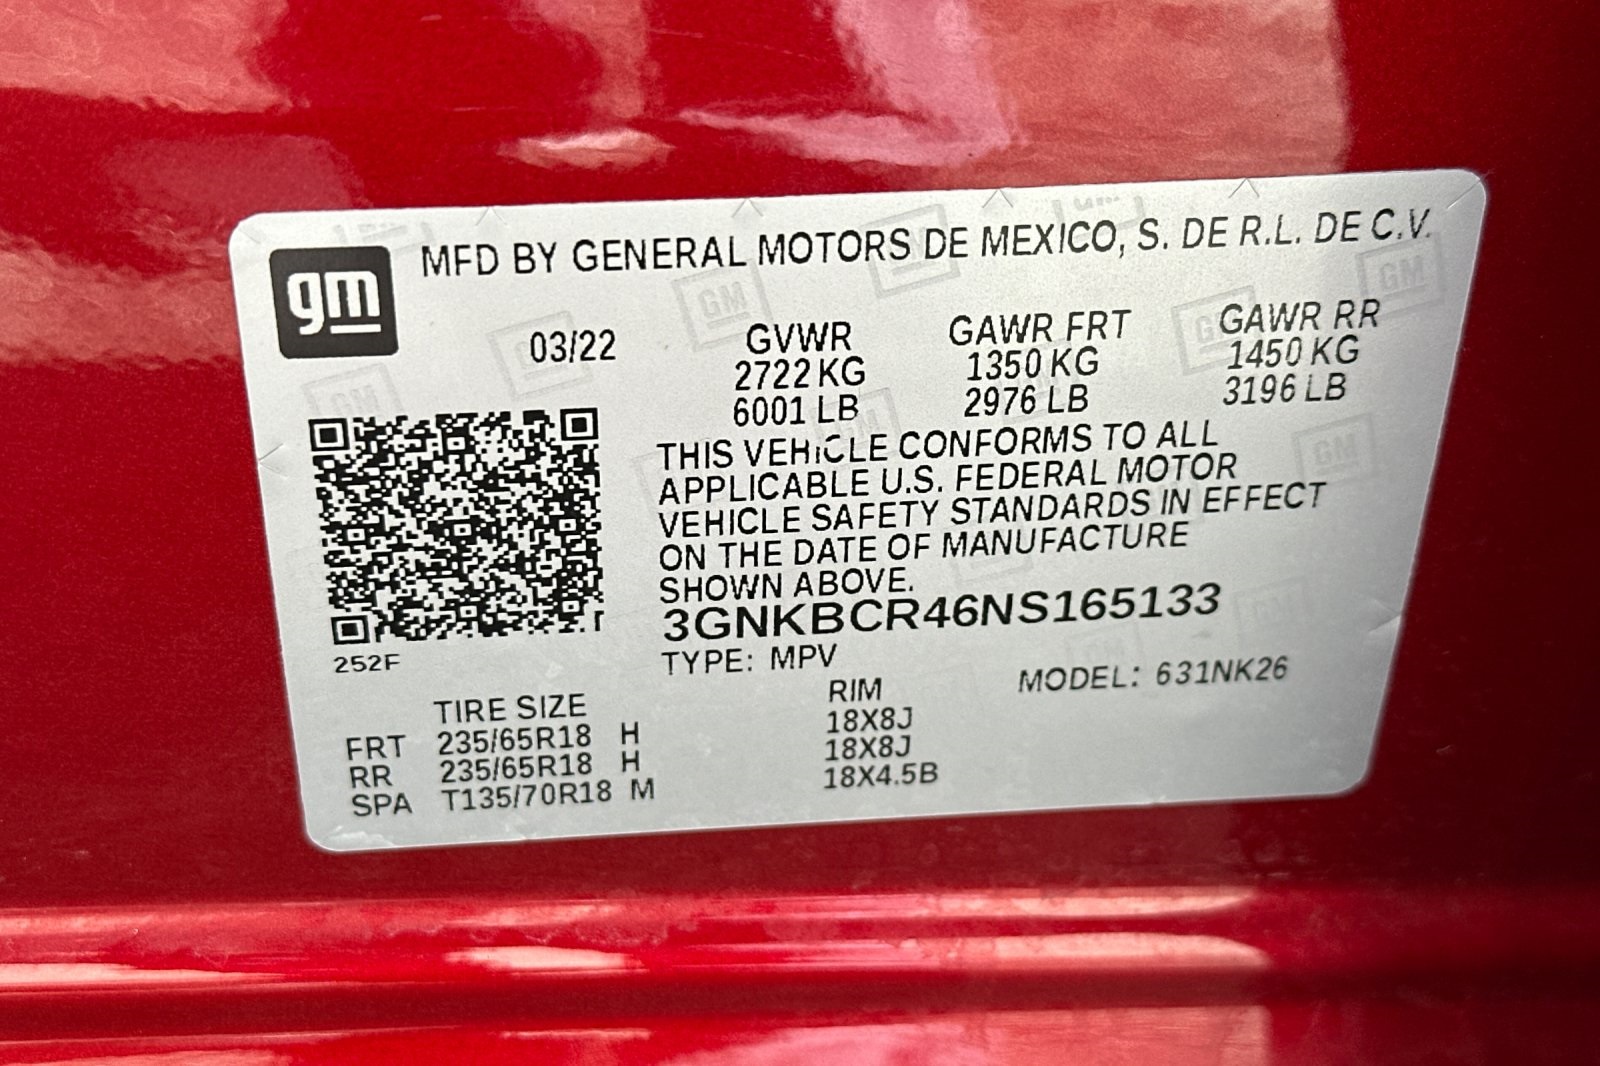 gm
MFD BY GENERAL MOTORS DE MEXICO, S. DE R.L. DE C.V.
03/22
GVWR
2722 KG
6001 LB
GAWR FRT
1350 KG
2976 LB
GAWR RR
1450 KG
3196 LB
THIS VEHICLE CONFORMS TO ALL
APPLICABLE U.S. FEDERAL MOTOR
VEHICLE SAFETY STANDARDS IN EFFECT
ON THE DATE OF MANUFACTURE
SHOWN ABOVE.
3GNKBCR46NS165133
252F
TYPE: MPV
MODEL: 631NK26
TIRE SIZE RIM
FRT 235/65R18 H 18X8J
RR 235/65R18 H 18X8J
SPA T135/70R18 M 18X4.5B